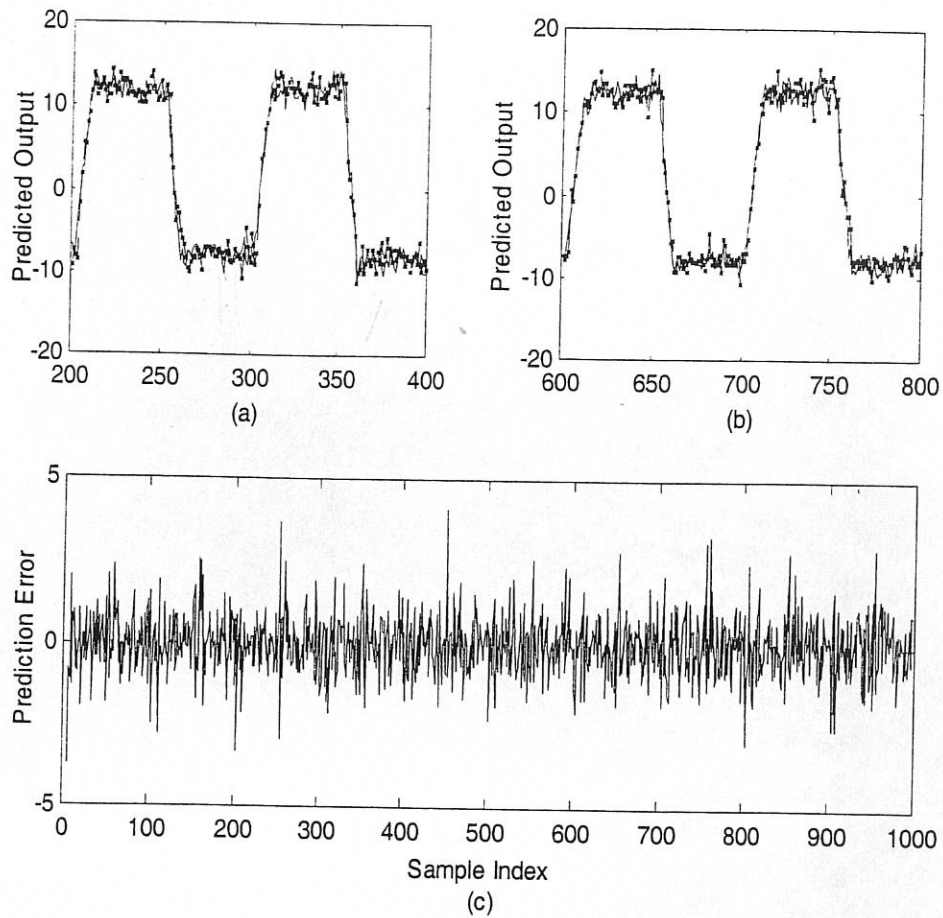 20
10
0
-10
-20
Predicted Output
200 250 300 350 400
(a)
20
10
0
-10
-20
Predicted Output
600 650 700 750 800
(b)
5
0
-5
Prediction Error
0 100 200 300 400 500 600 700 800 900 1000
Sample Index
(c)